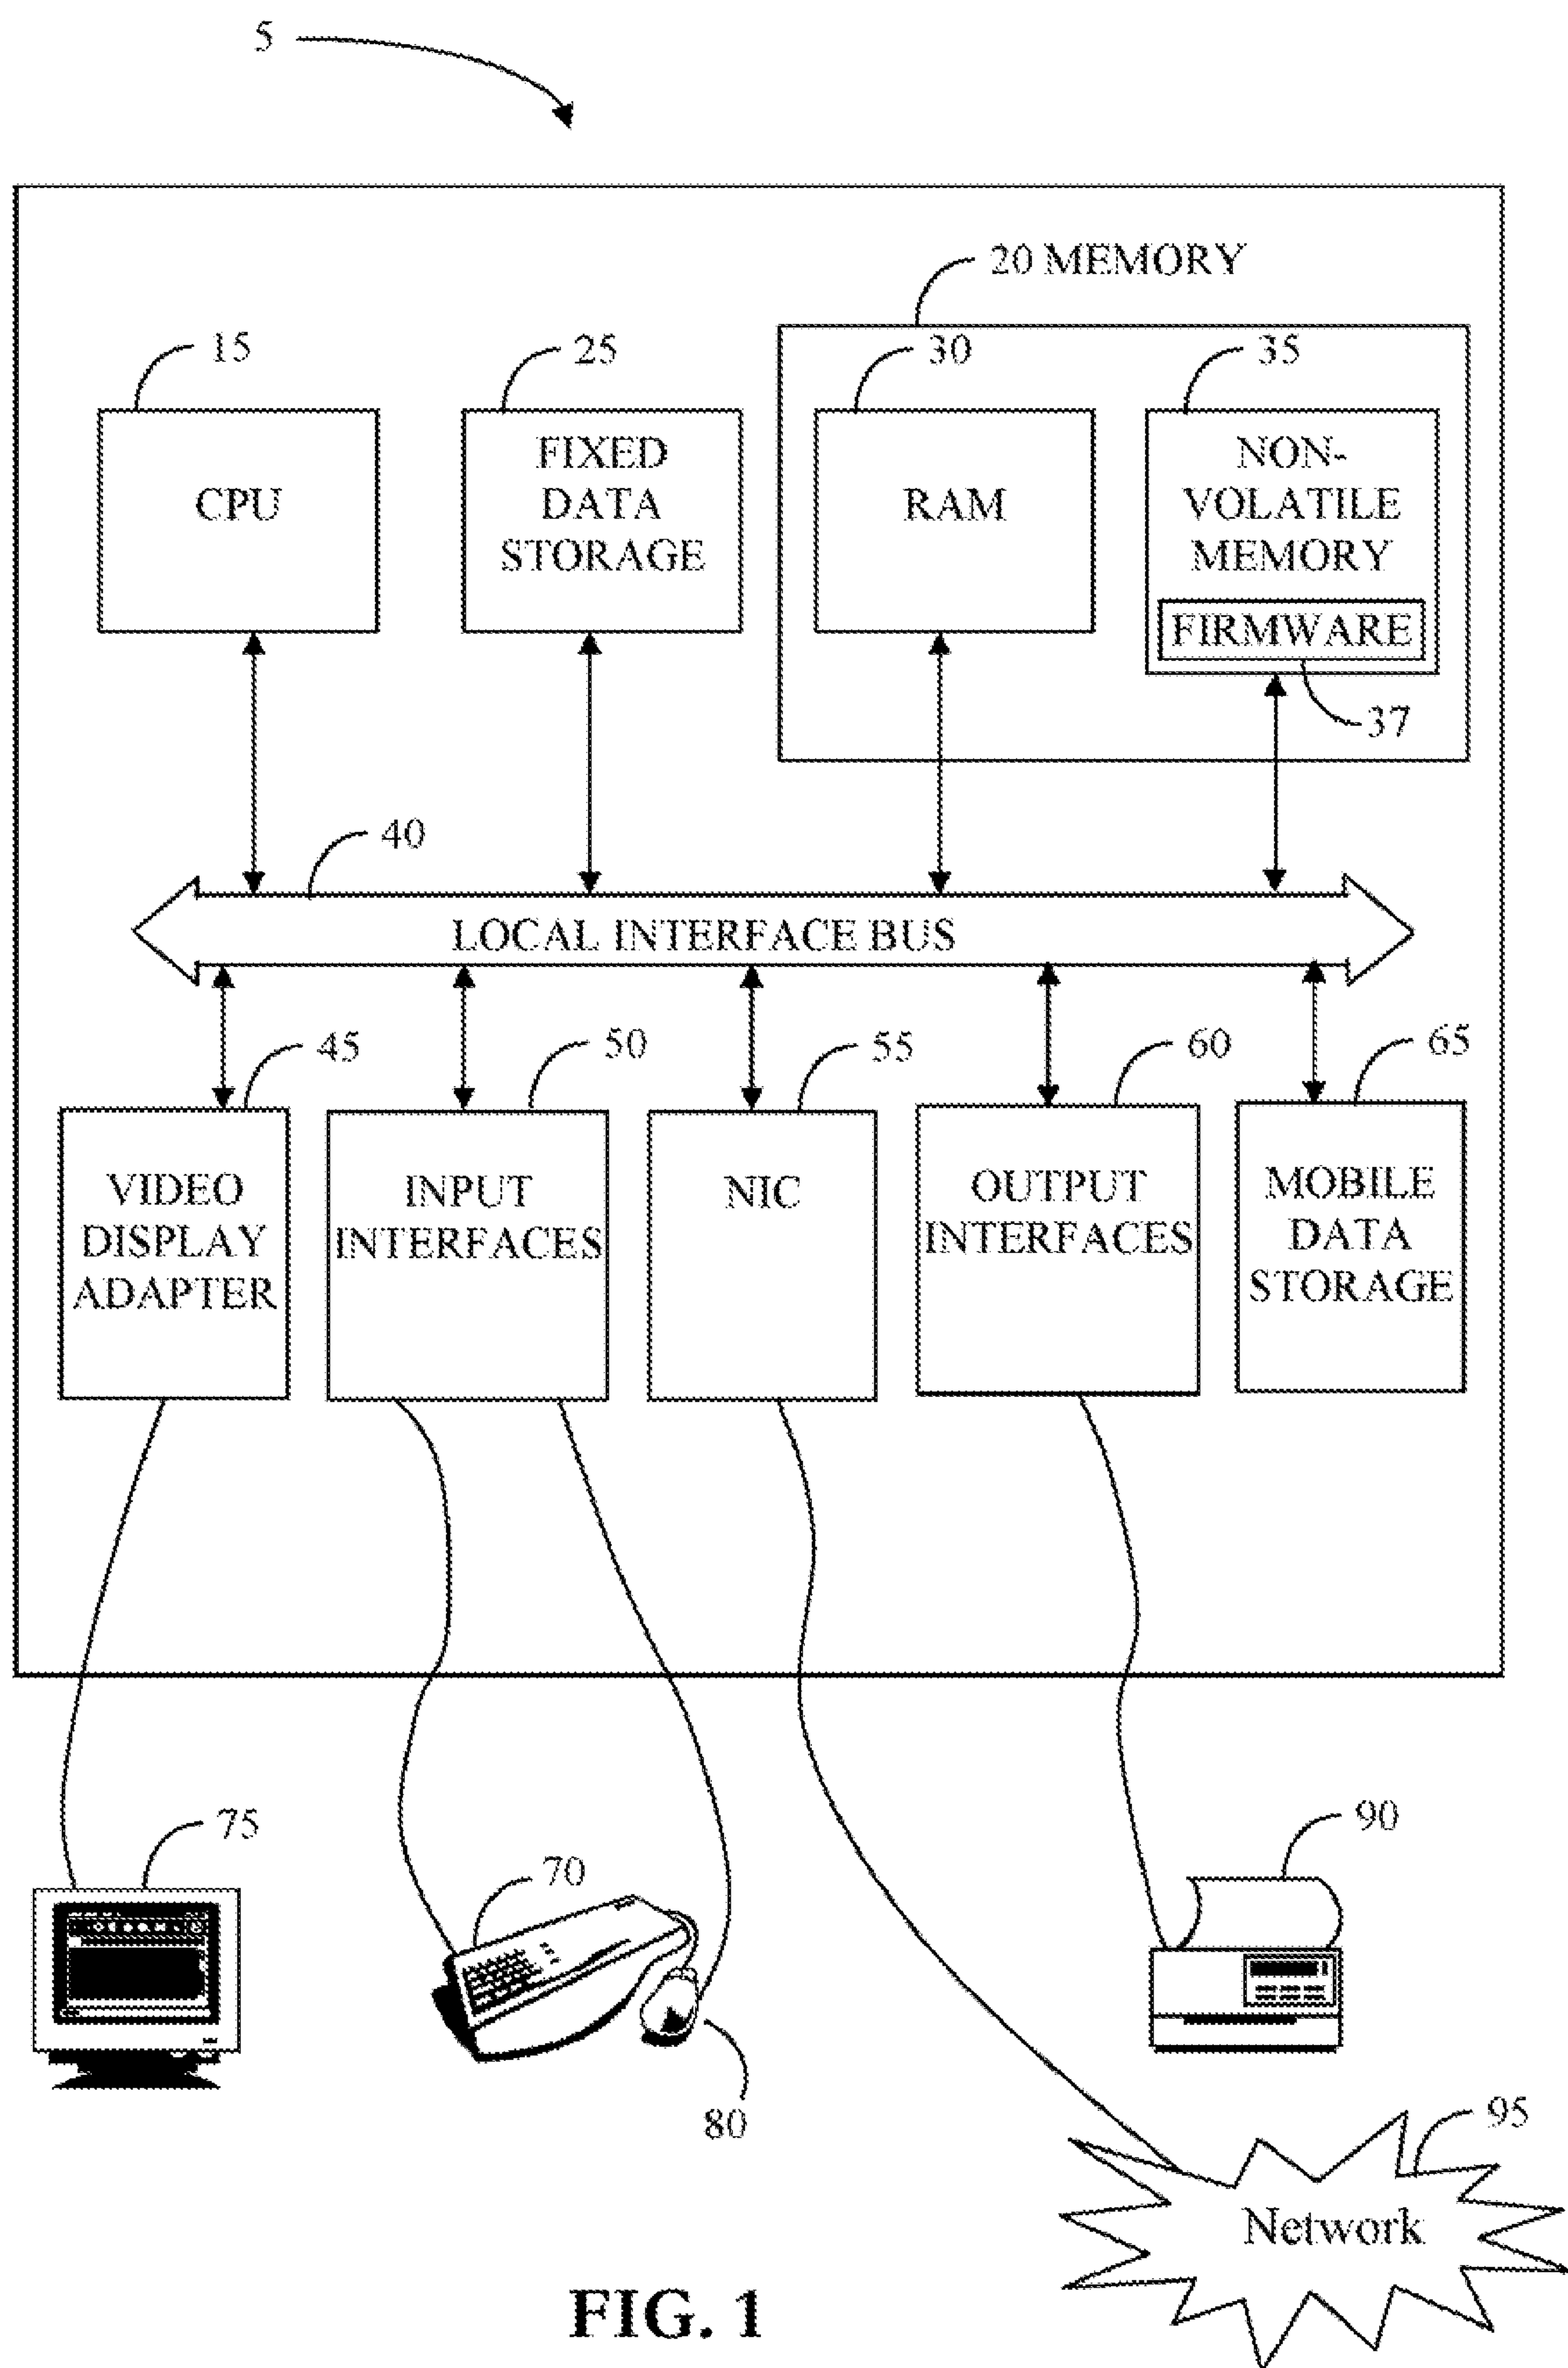 5
20 MEMORY
15
25
30
35
CPU
FIXED
DATA
STORAGE
RAM
NON-
VOLATILE
MEMORY
FIRMWARE
37
40
LOCAL INTERFACE BUS
45
50
55
60
65
VIDEO
DISPLAY
ADAPTER
INPUT
INTERFACES
NIC
OUTPUT
INTERFACES
MOBILE
DATA
STORAGE
75
70
90
80
95
Network
FIG. 1